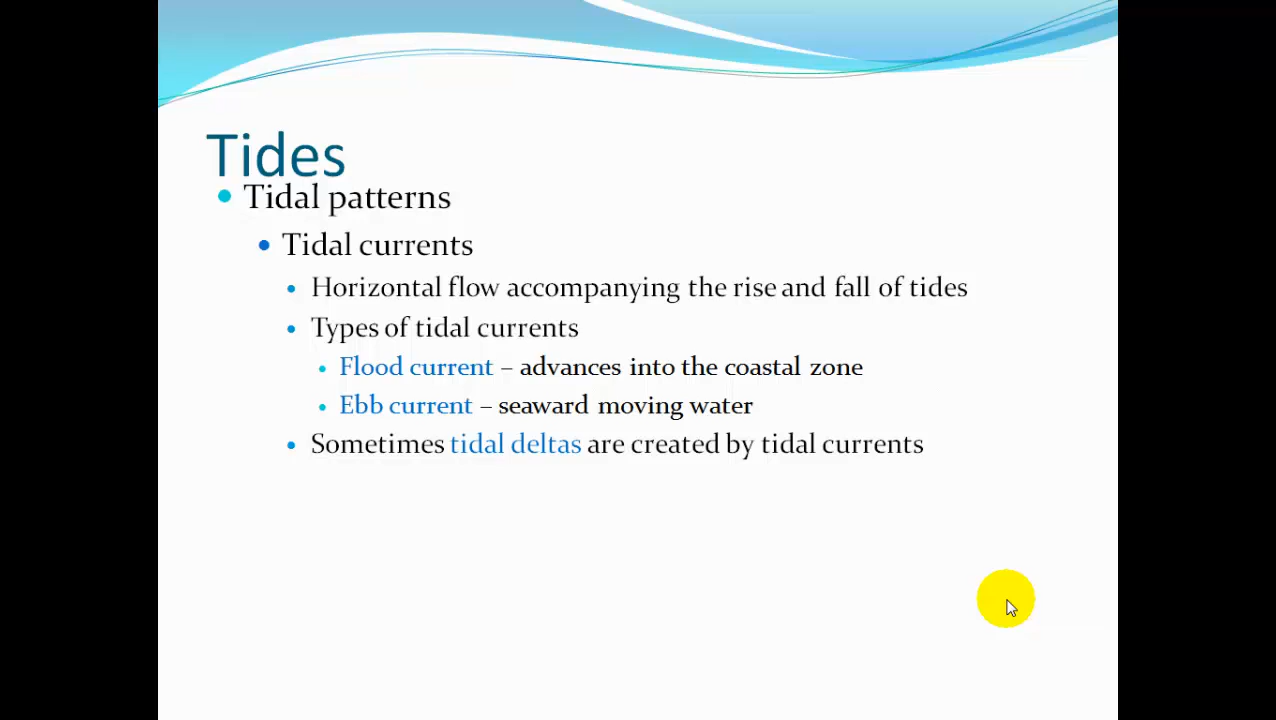 Tides
Tidal patterns
Tidal currents
Horizontal flow accompanying the rise and fall of tides
Types of tidal currents
Flood current – advances into the coastal zone
Ebb current – seaward moving water
Sometimes tidal deltas are created by tidal currents